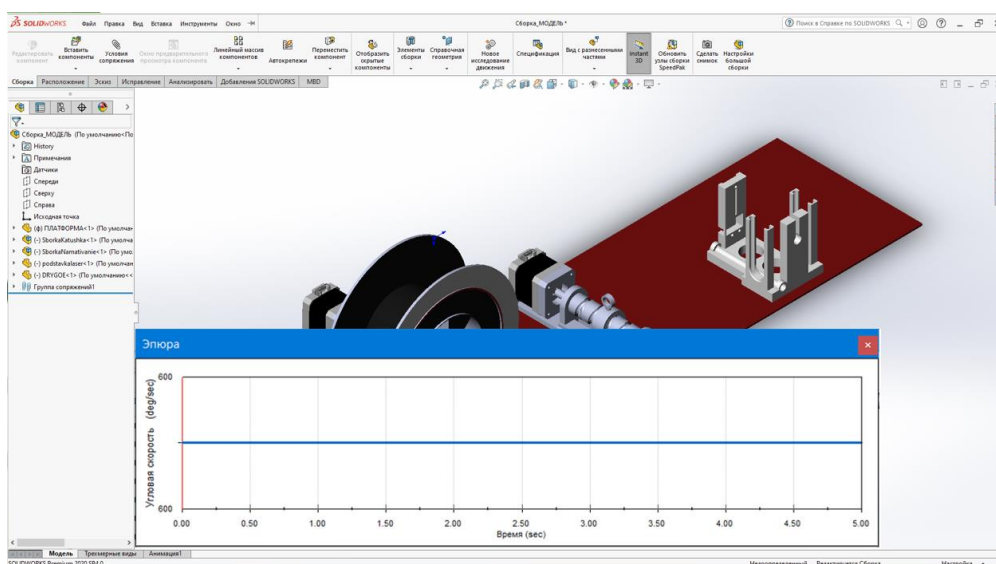 SOLIDWORKS Файл Правка Вид Вставка Инструменты Окно Сборка_МОДЕЛЬ * Поиск в Справке по SOLIDWORKS
Редактировать компонент
Вставить компоненты
Условия сопряжения
Окно предварительного просмотра компонента
Линейный массив компонентов
Автокрепежи
Переместить компонент
Отобразить скрытые компоненты
Элементы сборки
Справочная геометрия
Новое исследование движения
Спецификация
Вид с разнесенными частями
Instant 3D
Обновить узлы сборки SpeedPak
Сделать снимок
Настройки большой сборки
Сборка Расположение Эскиз Исправление Анализировать Добавления SOLIDWORKS MBD
Сборка_МОДЕЛЬ (По умолчанию<По
History
Примечания
Датчики
Спереди
Сверху
Справа
Исходная точка
(ф) ПЛАТФОРМА<1> (По умолчан
(-) SborkaKatushka<1> (По умолча
(-) SborkaNamativanie<1> (По умо
(-) podstavkalaser<1> (По умолчан
(-) DRYGOE<1> (По умолчанию<<
Группа сопряжений1
Эпюра
600
Угловая скорость (deg/sec)
600
0.00 0.50 1.00 1.50 2.00 2.50 3.00 3.50 4.00 4.50 5.00
Время (sec)
Модель Трехмерные виды Анимация1
SOLIDWORKS Premium 2020 SP4.0 Недоопределенный Редактируется Сборка Настройка